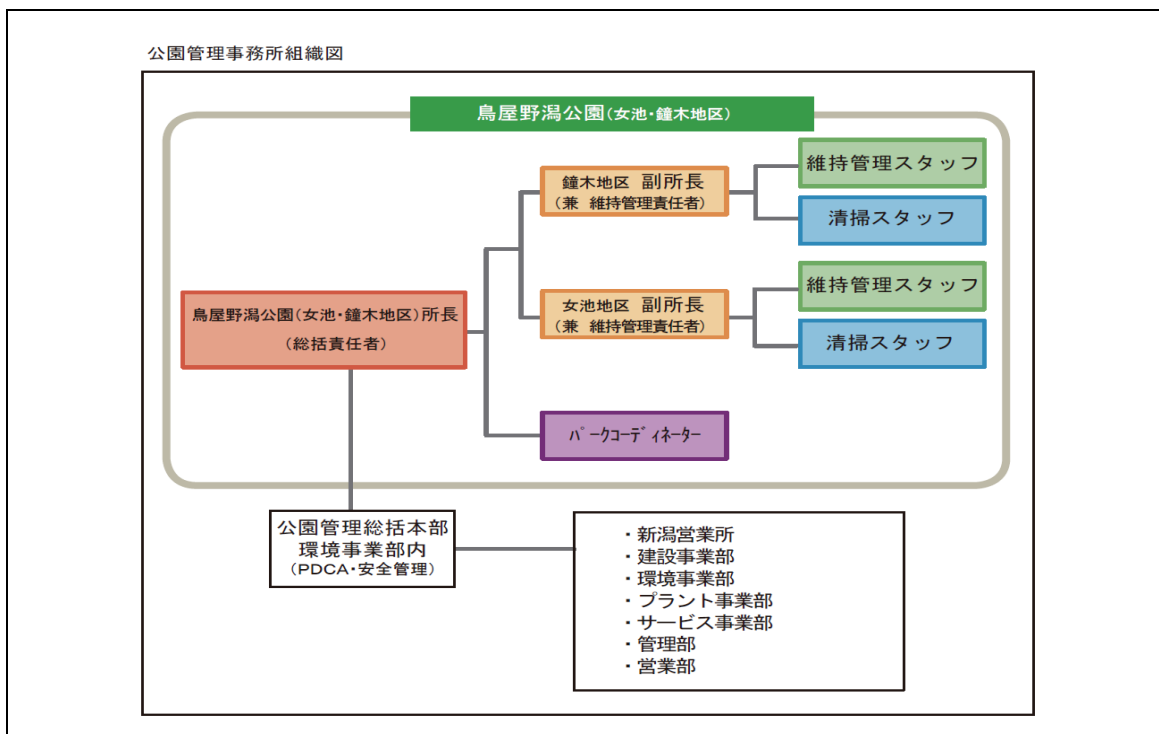 公園管理事務所組織図
鳥屋野潟公園(女池・鐘木地区)
鐘木地区 副所長
(兼 維持管理責任者)
維持管理スタッフ
清掃スタッフ
女池地区 副所長
(兼 維持管理責任者)
維持管理スタッフ
清掃スタッフ
鳥屋野潟公園(女池・鐘木地区)所長
(総括責任者)
ﾊﾟｰｸｺｰﾃﾞｨﾈｰﾀｰ
公園管理総括本部
環境事業部内
(PDCA・安全管理)
・新潟営業所
・建設事業部
・環境事業部
・プラント事業部
・サービス事業部
・管理部
・営業部